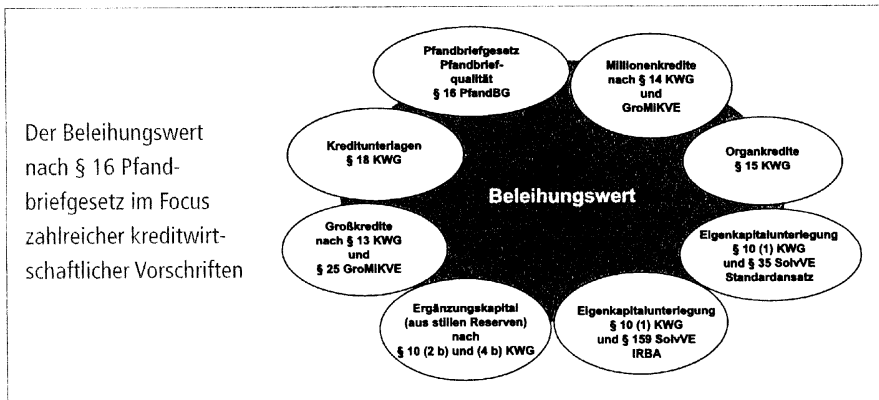 Der Beleihungswert
nach § 16 Pfand-
briefgesetz im Focus
zahlreicher kreditwirt-
schaftlicher Vorschriften
Pfandbriefgesetz
Pfandbrief-
qualität
§ 16 PfandBG
Millionenkredite
nach § 14 KWG
und
GroMiKVE
Kreditunterlagen
§ 18 KWG
Organkredite
§ 15 KWG
Beleihungswert
Großkredite
nach § 13 KWG
und
§ 25 GroMiKVE
Eigenkapitalunterlegung
§ 10 (1) KWG
und § 35 SolvVE
Standardansatz
Ergänzungskapital
(aus stillen Reserven)
nach
§ 10 (2 b) und (4 b) KWG
Eigenkapitalunterlegung
§ 10 (1) KWG
und § 159 SolvVE
IRBA